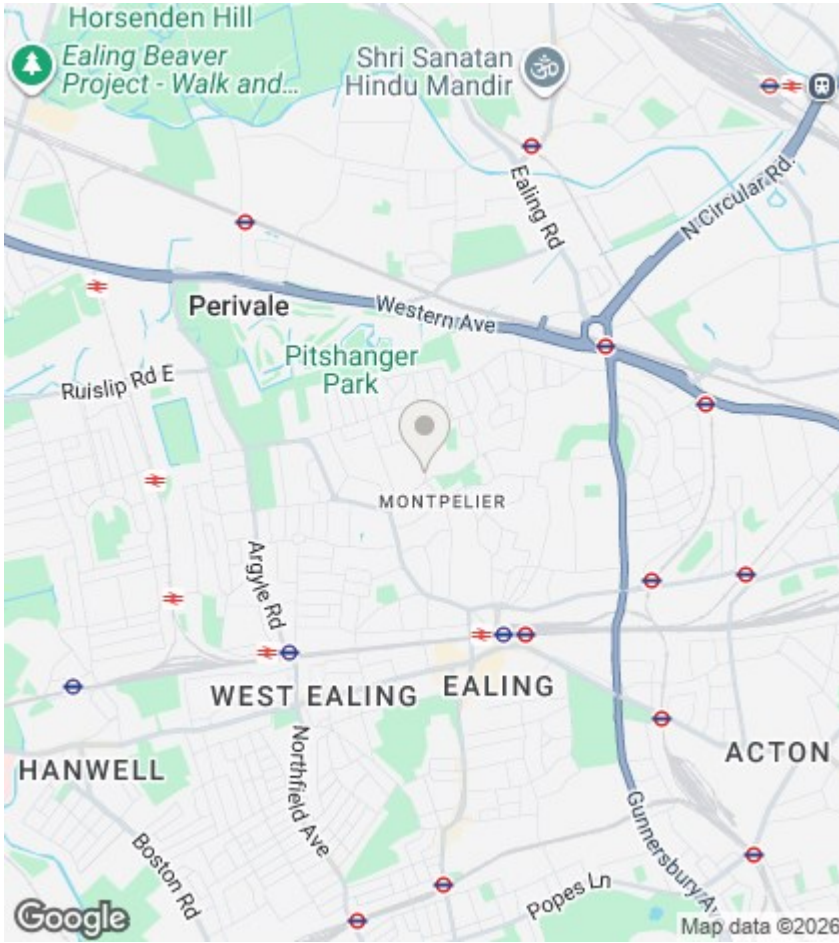 Horsenden Hill
Ealing Beaver
Project - Walk and...
Shri Sanatan
Hindu Mandir
Ealing Rd
N Circular Rd.
Perivale
Western Ave
Pitshanger
Park
Ruislip Rd E
MONTPELIER
Argyle Rd
WEST EALING
EALING
HANWELL
Northfield Ave
ACTON
Boston Rd
Gunnersbury Av
Popes Ln
Google
Map data ©2026